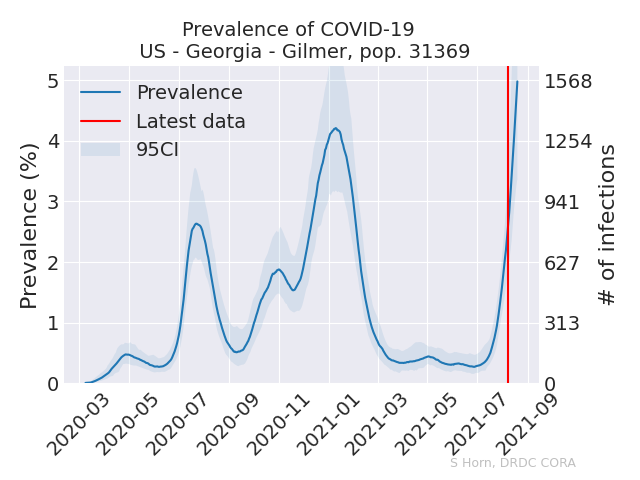 Prevalence of COVID-19
US - Georgia - Gilmer, pop. 31369
Prevalence
Latest data
95CI
Prevalence (%)
5
4
3
2
1
0
1568
1254
941
627
313
0
# of infections
2020-03
2020-05
2020-07
2020-09
2020-11
2021-01
2021-03
2021-05
2021-07
2021-09
S Horn, DRDC CORA